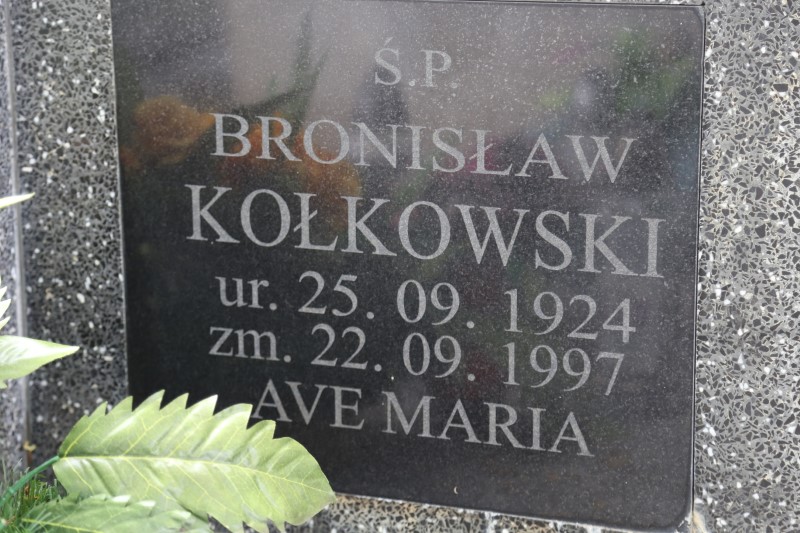 Ś.P.
BRONISŁAW
KOŁKOWSKI
ur. 25. 09. 1924
zm. 22. 09. 1997
AVE MARIA